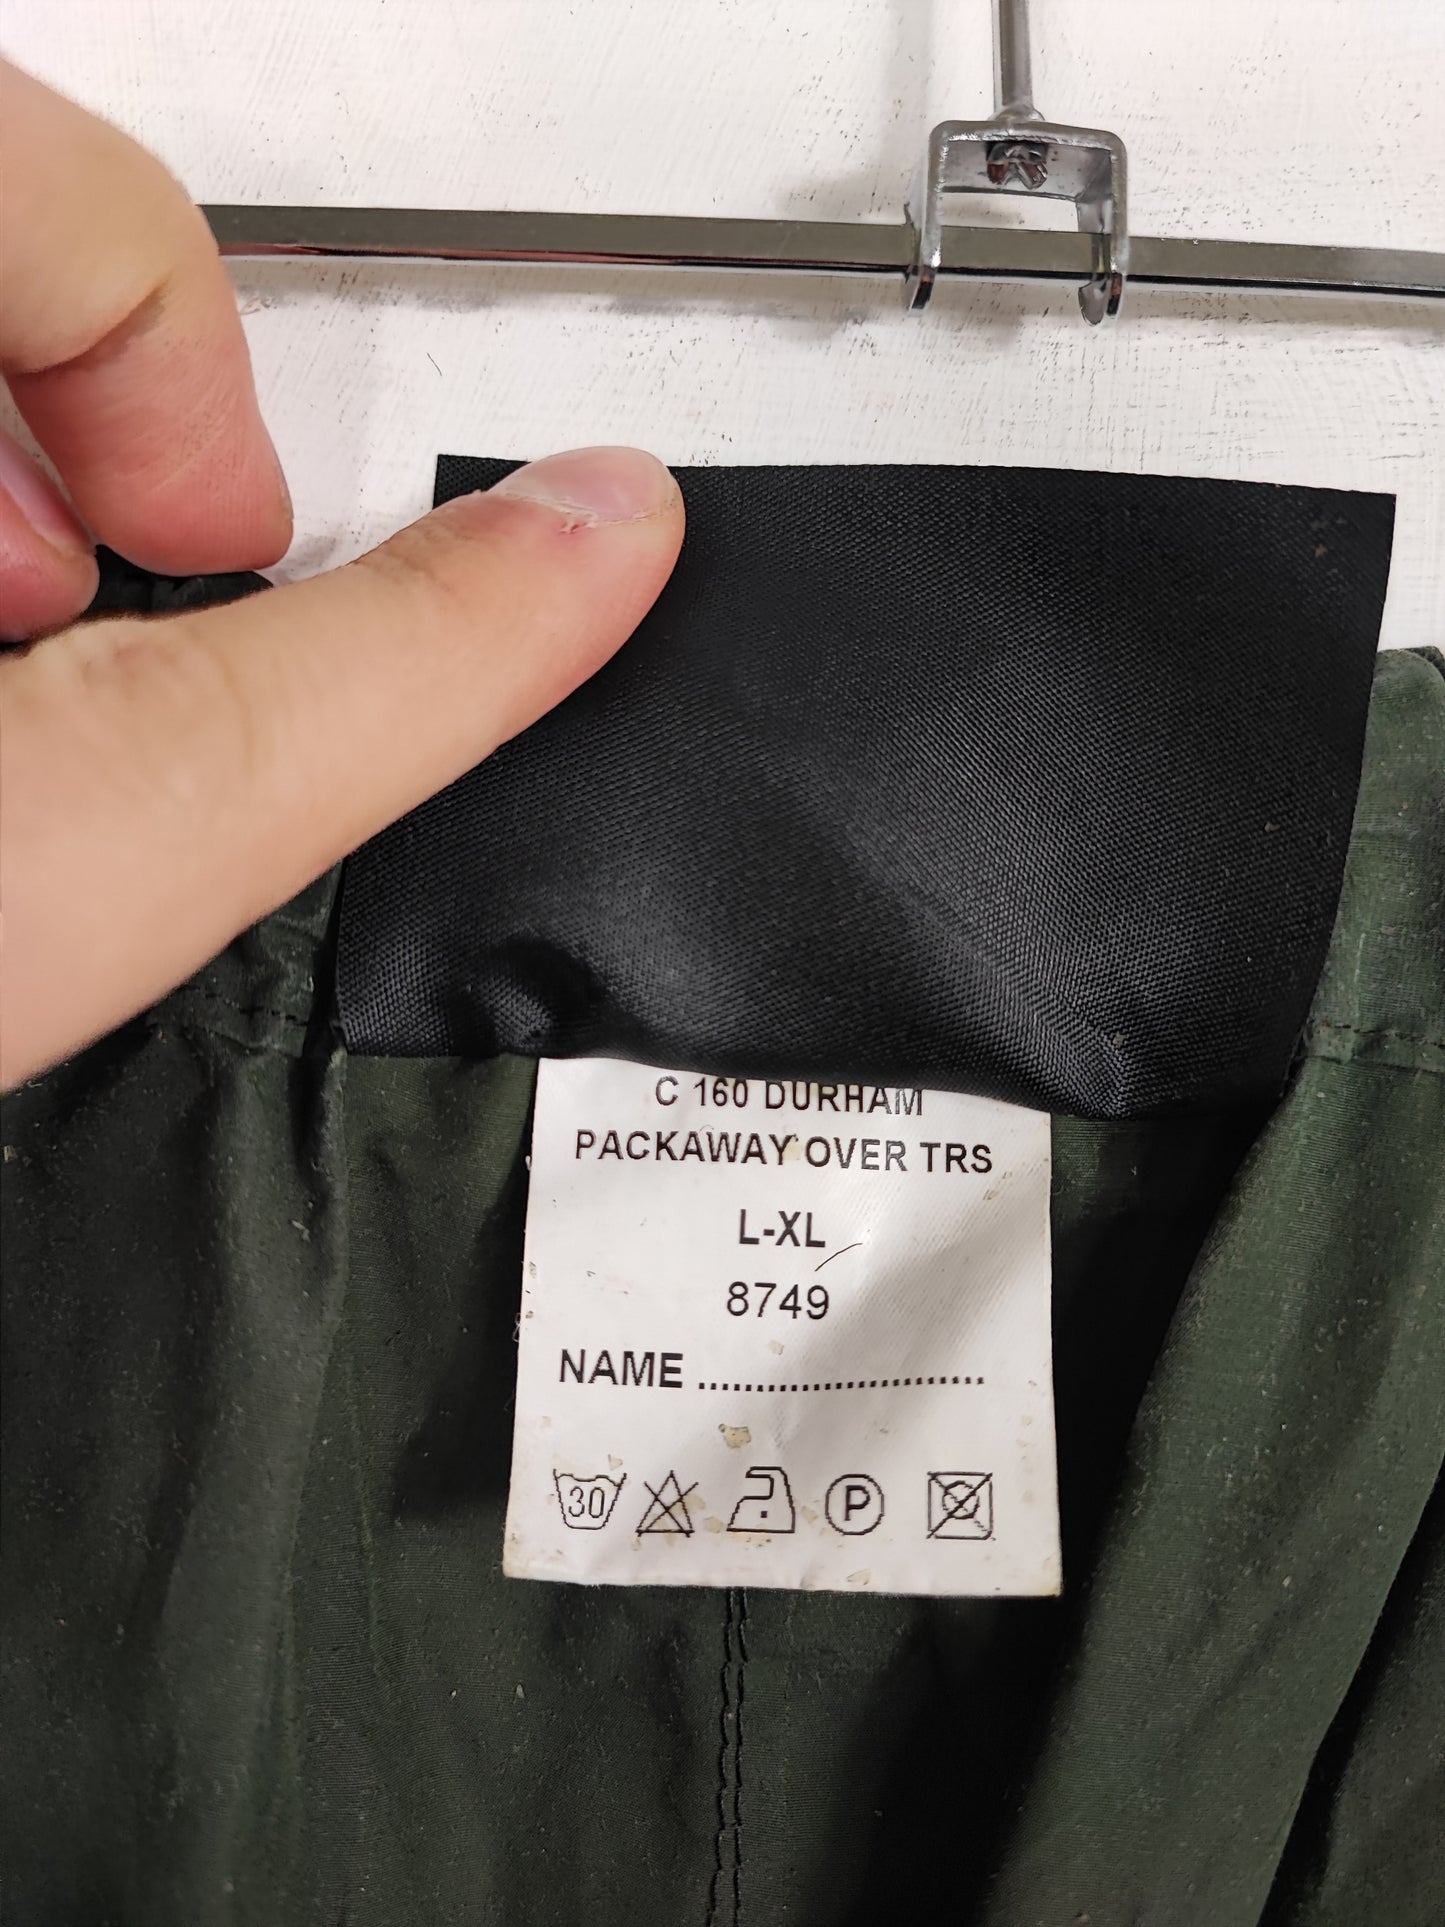 C 160 DURHAM
PACKAWAY OVER TRS
L-XL
8749
NAME ........................
30 P